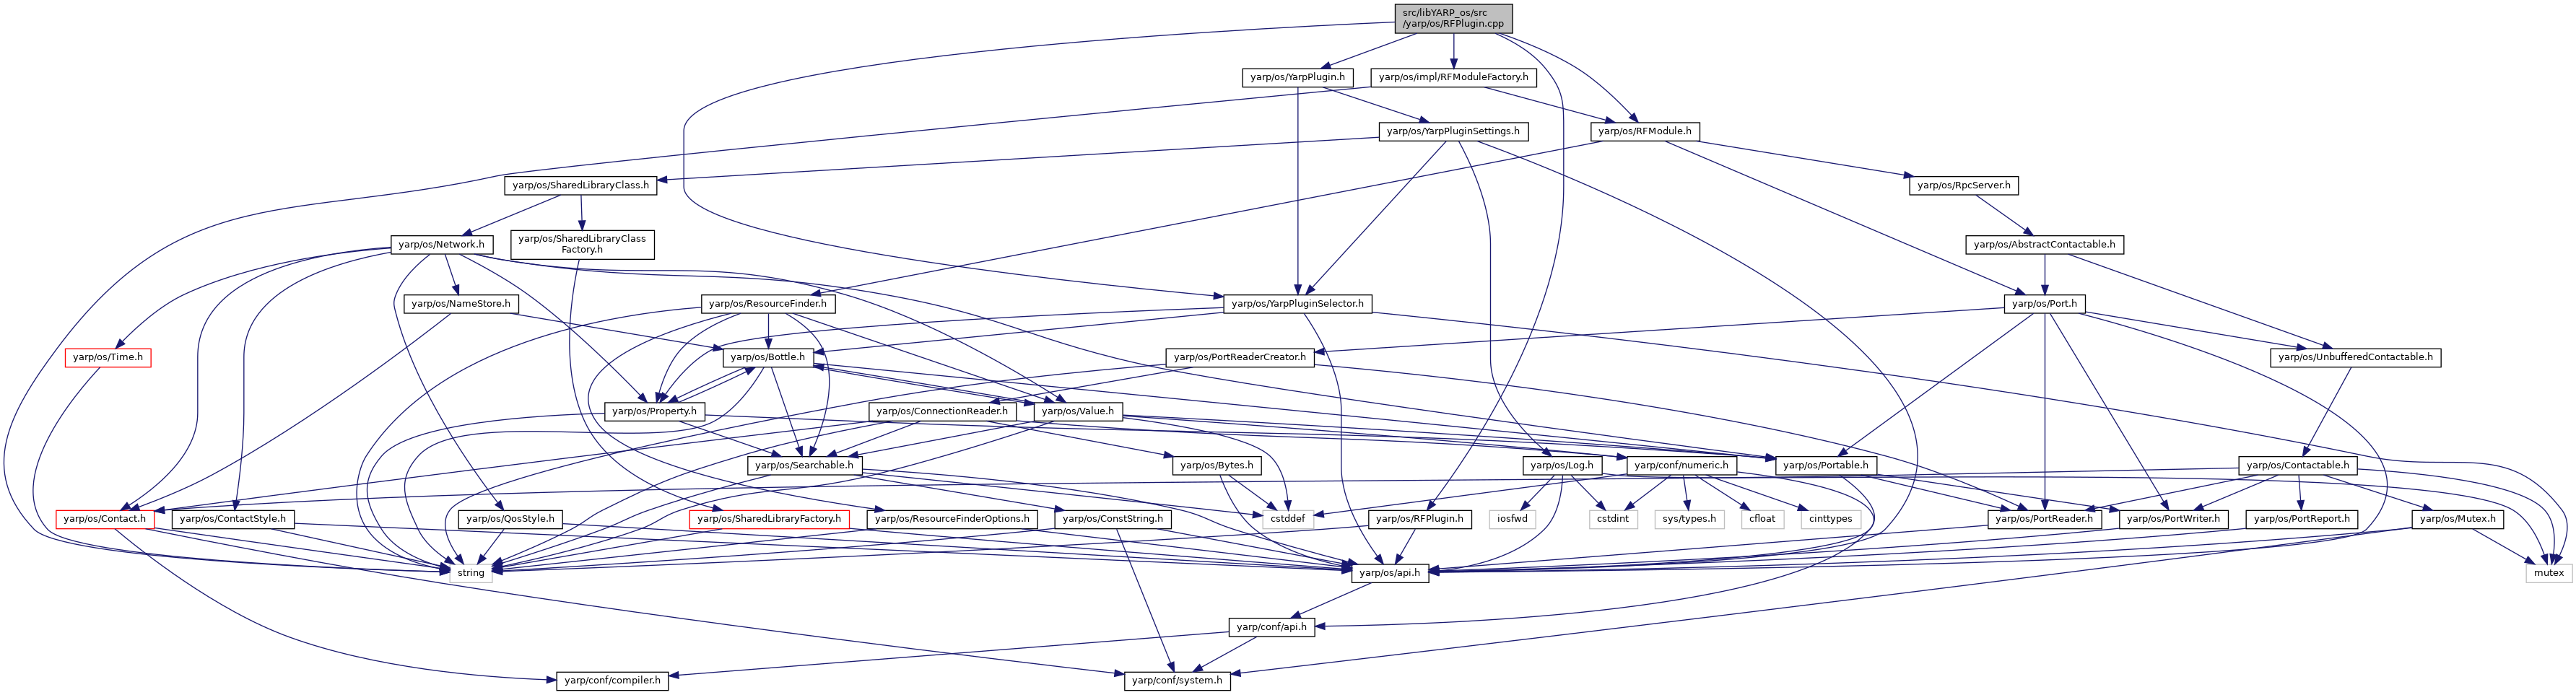 src/libYARP_os/src
/yarp/os/RFPlugin.cpp
yarp/os/YarpPlugin.h
yarp/os/impl/RFModuleFactory.h
yarp/os/YarpPluginSettings.h
yarp/os/RFModule.h
yarp/os/SharedLibraryClass.h
yarp/os/RpcServer.h
yarp/os/Network.h
yarp/os/SharedLibraryClass
Factory.h
yarp/os/AbstractContactable.h
yarp/os/NameStore.h
yarp/os/ResourceFinder.h
yarp/os/YarpPluginSelector.h
yarp/os/Port.h
yarp/os/Time.h
yarp/os/Bottle.h
yarp/os/PortReaderCreator.h
yarp/os/UnbufferedContactable.h
yarp/os/Property.h
yarp/os/ConnectionReader.h
yarp/os/Value.h
yarp/os/Searchable.h
yarp/os/Bytes.h
yarp/os/Log.h
yarp/conf/numeric.h
yarp/os/Portable.h
yarp/os/Contactable.h
yarp/os/Contact.h
yarp/os/ContactStyle.h
yarp/os/QosStyle.h
yarp/os/SharedLibraryFactory.h
yarp/os/ResourceFinderOptions.h
yarp/os/ConstString.h
cstddef
yarp/os/RFPlugin.h
iosfwd
cstdint
sys/types.h
cfloat
cinttypes
yarp/os/PortReader.h
yarp/os/PortWriter.h
yarp/os/PortReport.h
yarp/os/Mutex.h
string
yarp/os/api.h
mutex
yarp/conf/api.h
yarp/conf/compiler.h
yarp/conf/system.h